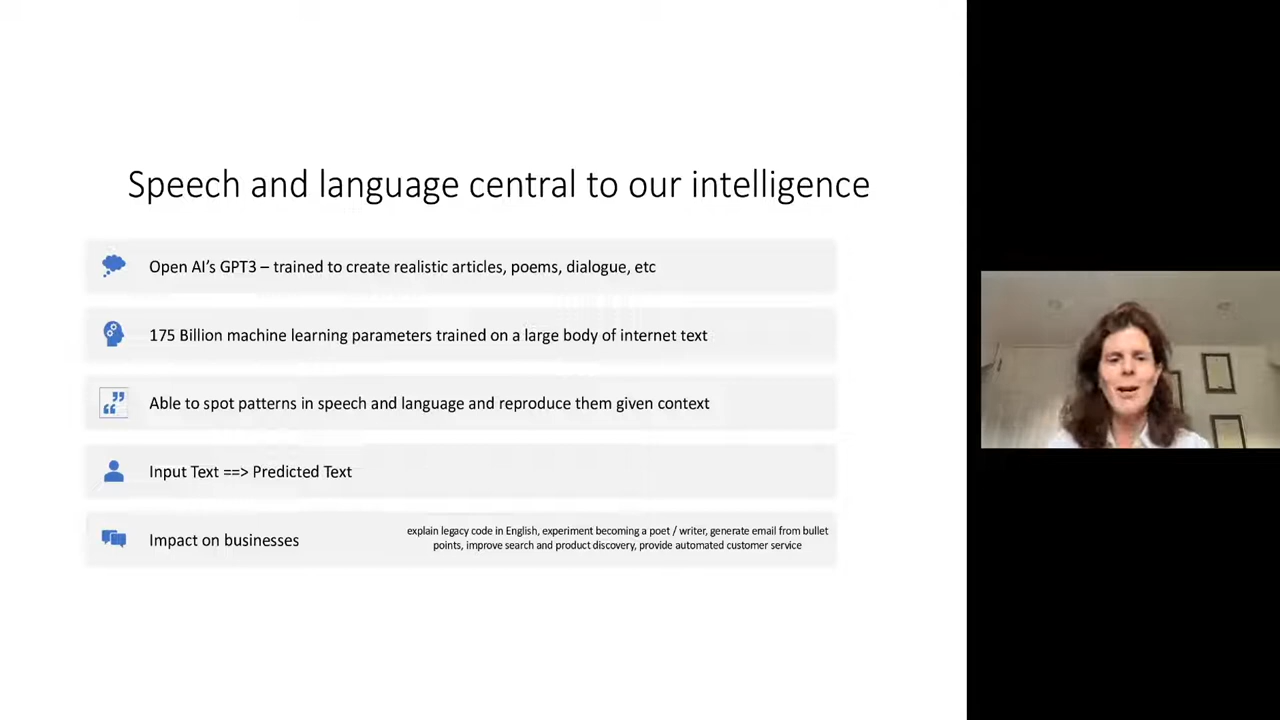 Speech and language central to our intelligence
Open AI's GPT3 – trained to create realistic articles, poems, dialogue, etc
175 Billion machine learning parameters trained on a large body of internet text
Able to spot patterns in speech and language and reproduce them given context
Input Text ==> Predicted Text
Impact on businesses
explain legacy code in English, experiment becoming a poet / writer, generate email from bullet
points, improve search and product discovery, provide automated customer service